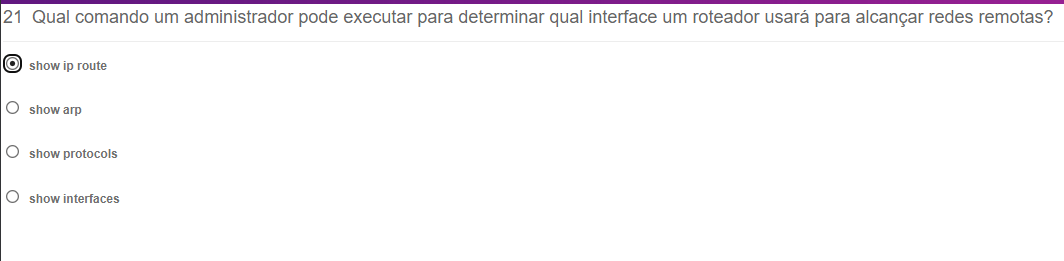 21 Qual comando um administrador pode executar para determinar qual interface um roteador usará para alcançar redes remotas?
show ip route
show arp
show protocols
show interfaces